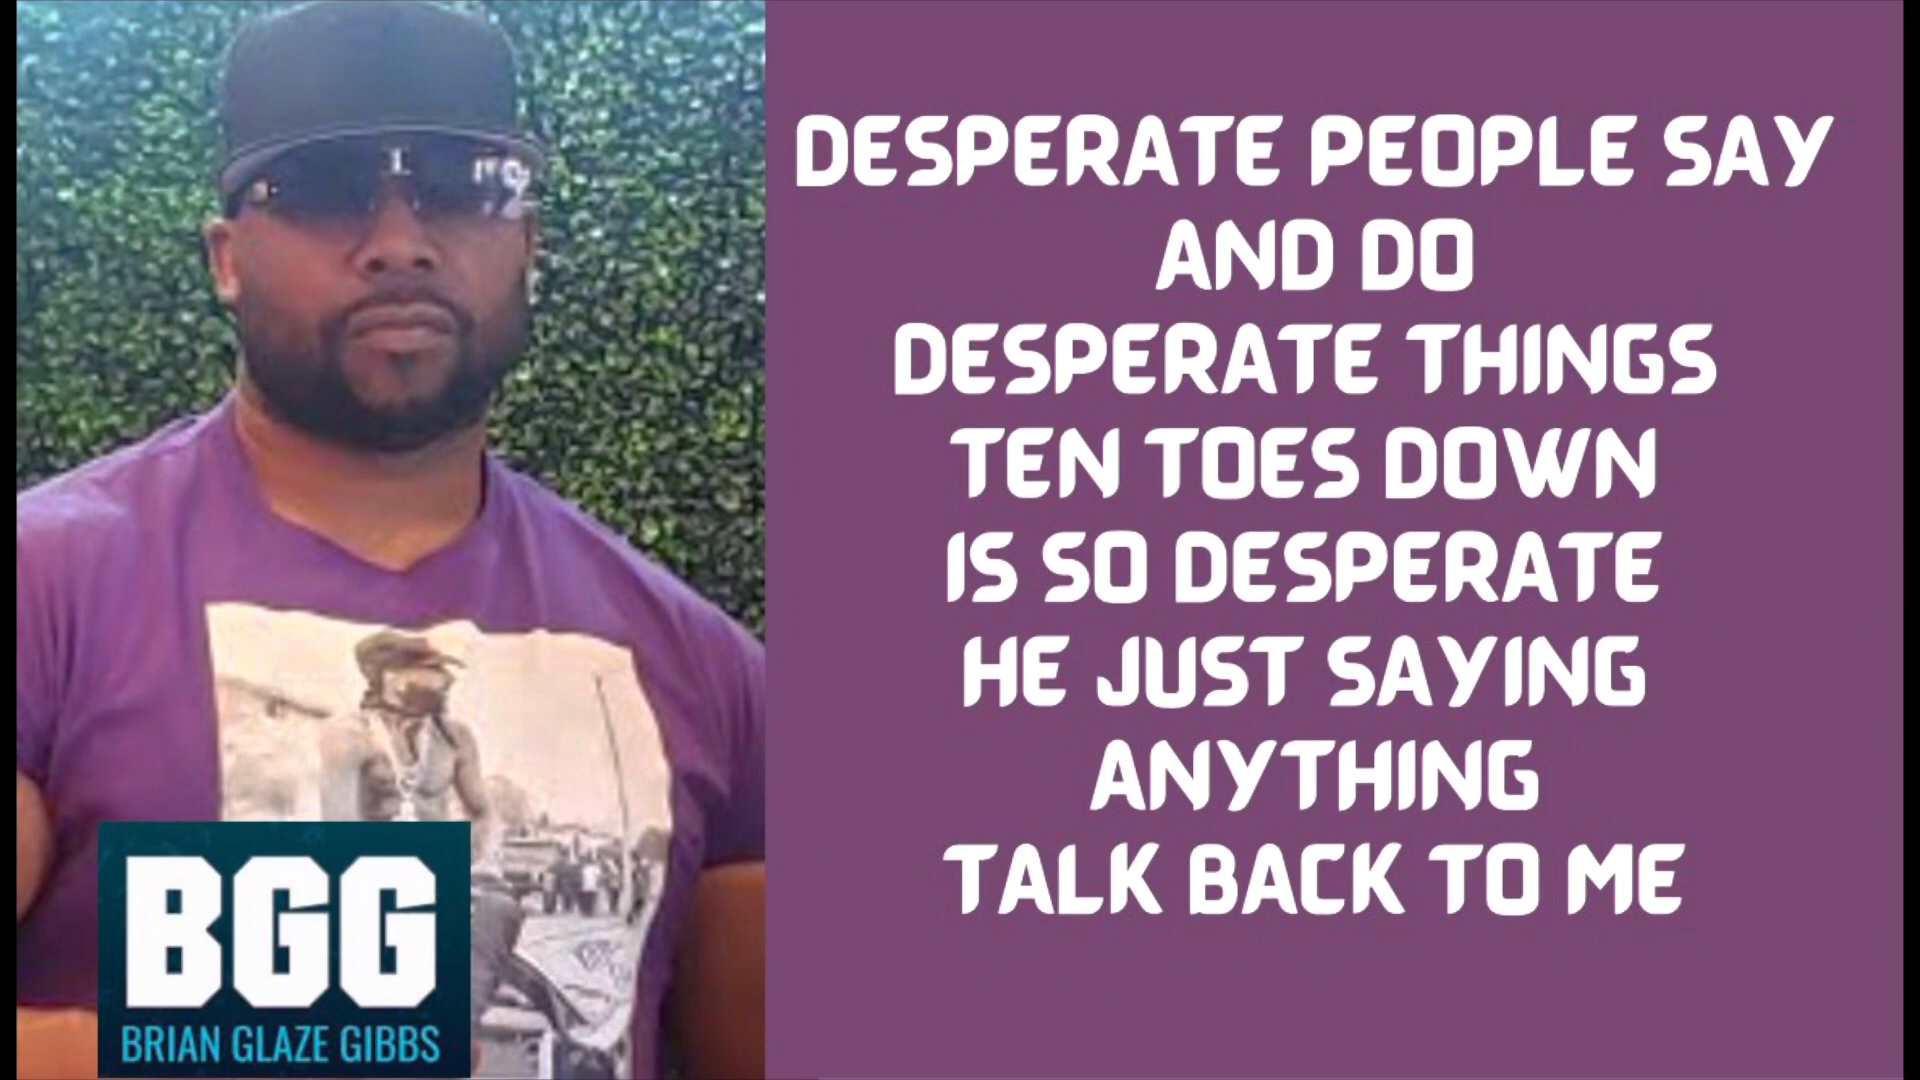 DESPERATE PEOPLE SAY
AND DO
DESPERATE THINGS
TEN TOES DOWN
IS SO DESPERATE
HE JUST SAYING
ANYTHING
TALK BACK TO ME
BGG
BRIAN GLAZE GIBBS